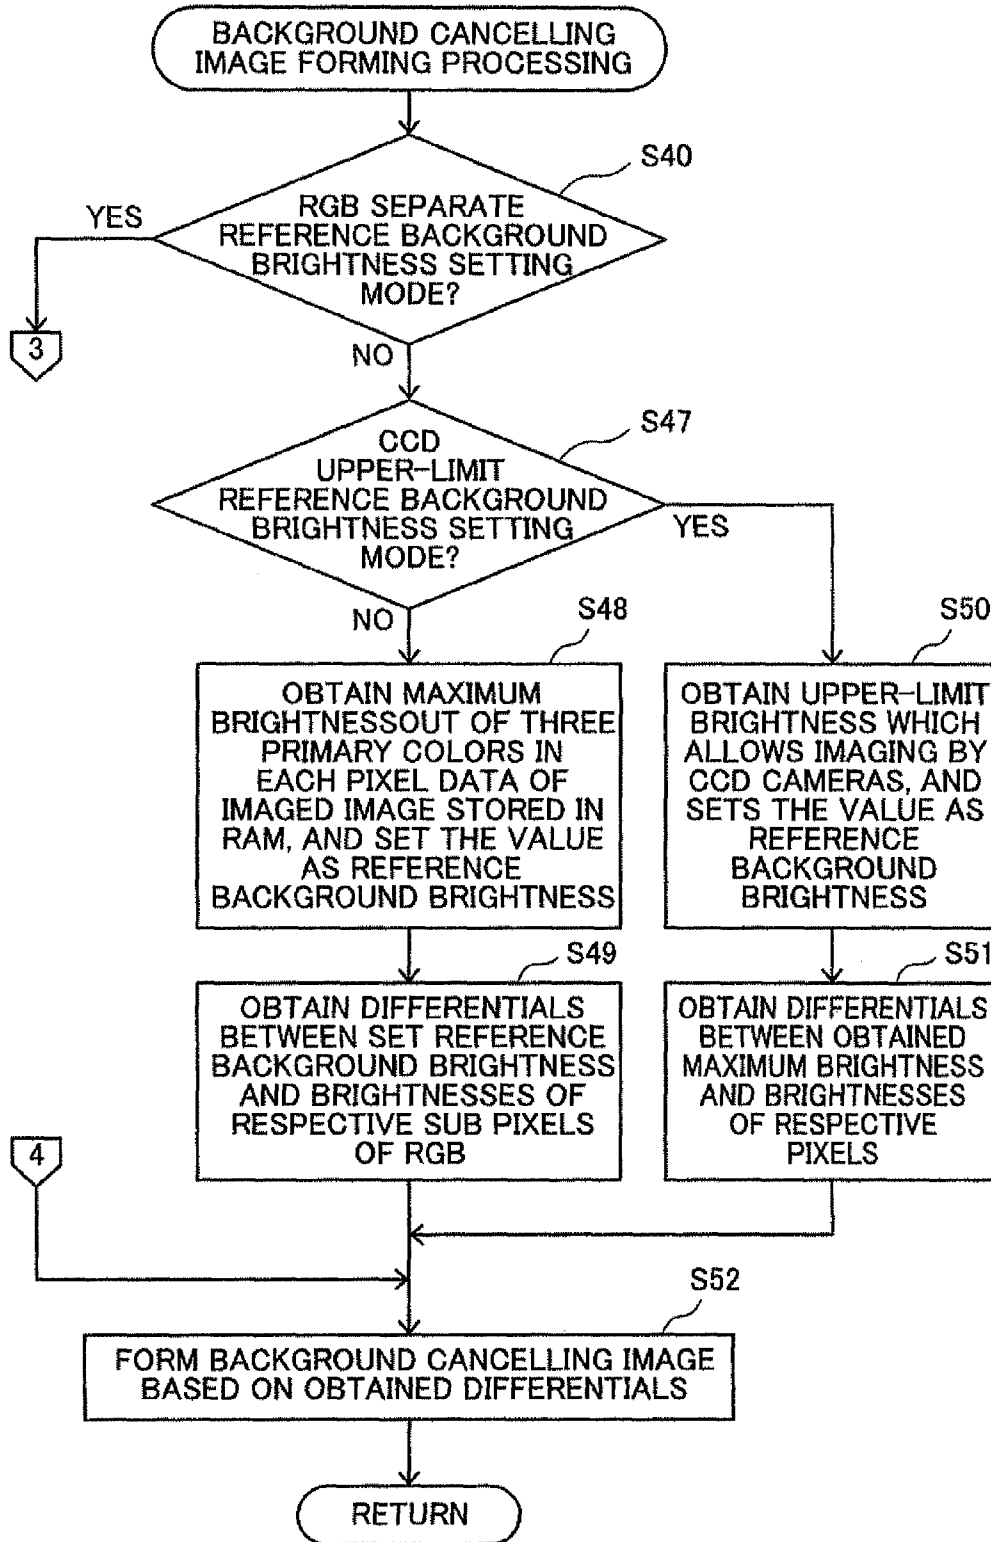 BACKGROUND CANCELLING
IMAGE FORMING PROCESSING
S40
RGB SEPARATE
REFERENCE BACKGROUND
BRIGHTNESS SETTING
MODE?
YES
3
NO
S47
CCD
UPPER-LIMIT
REFERENCE BACKGROUND
BRIGHTNESS SETTING
MODE?
YES
NO
S48
OBTAIN MAXIMUM
BRIGHTNESSOUT OF THREE
PRIMARY COLORS IN
EACH PIXEL DATA OF
IMAGED IMAGE STORED IN
RAM, AND SET THE VALUE
AS REFERENCE
BACKGROUND BRIGHTNESS
S50
OBTAIN UPPER-LIMIT
BRIGHTNESS WHICH
ALLOWS IMAGING BY
CCD CAMERAS, AND
SETS THE VALUE AS
REFERENCE
BACKGROUND
BRIGHTNESS
S49
OBTAIN DIFFERENTIALS
BETWEEN SET REFERENCE
BACKGROUND BRIGHTNESS
AND BRIGHTNESSES OF
RESPECTIVE SUB PIXELS
OF RGB
S51
OBTAIN DIFFERENTIALS
BETWEEN OBTAINED
MAXIMUM BRIGHTNESS
AND BRIGHTNESSES
OF RESPECTIVE
PIXELS
4
S52
FORM BACKGROUND CANCELLING IMAGE
BASED ON OBTAINED DIFFERENTIALS
RETURN